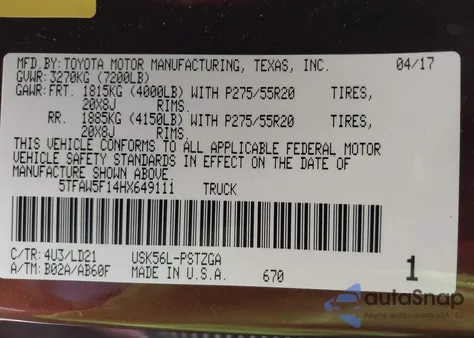 MFD.BY:TOYOTA MOTOR MANUFACTURING, TEXAS, INC. 04/17
GVWR:3270KG (7200LB)
GAWR:FRT. 1815KG (4000LB) WITH P275/55R20 TIRES,
20X8J RIMS.
RR. 1885KG (4150LB) WITH P275/55R20 TIRES,
20X8J RIMS.
THIS VEHICLE CONFORMS TO ALL APPLICABLE FEDERAL MOTOR
VEHICLE SAFETY STANDARDS IN EFFECT ON THE DATE OF
MANUFACTURE SHOWN ABOVE.
5TFAW5F14HX649111 TRUCK
C/TR:4U3/LD21 USK56L-PSTZGA
A/TM:B02A/AB60F MADE IN U.S.A. 670 1
autoSnap